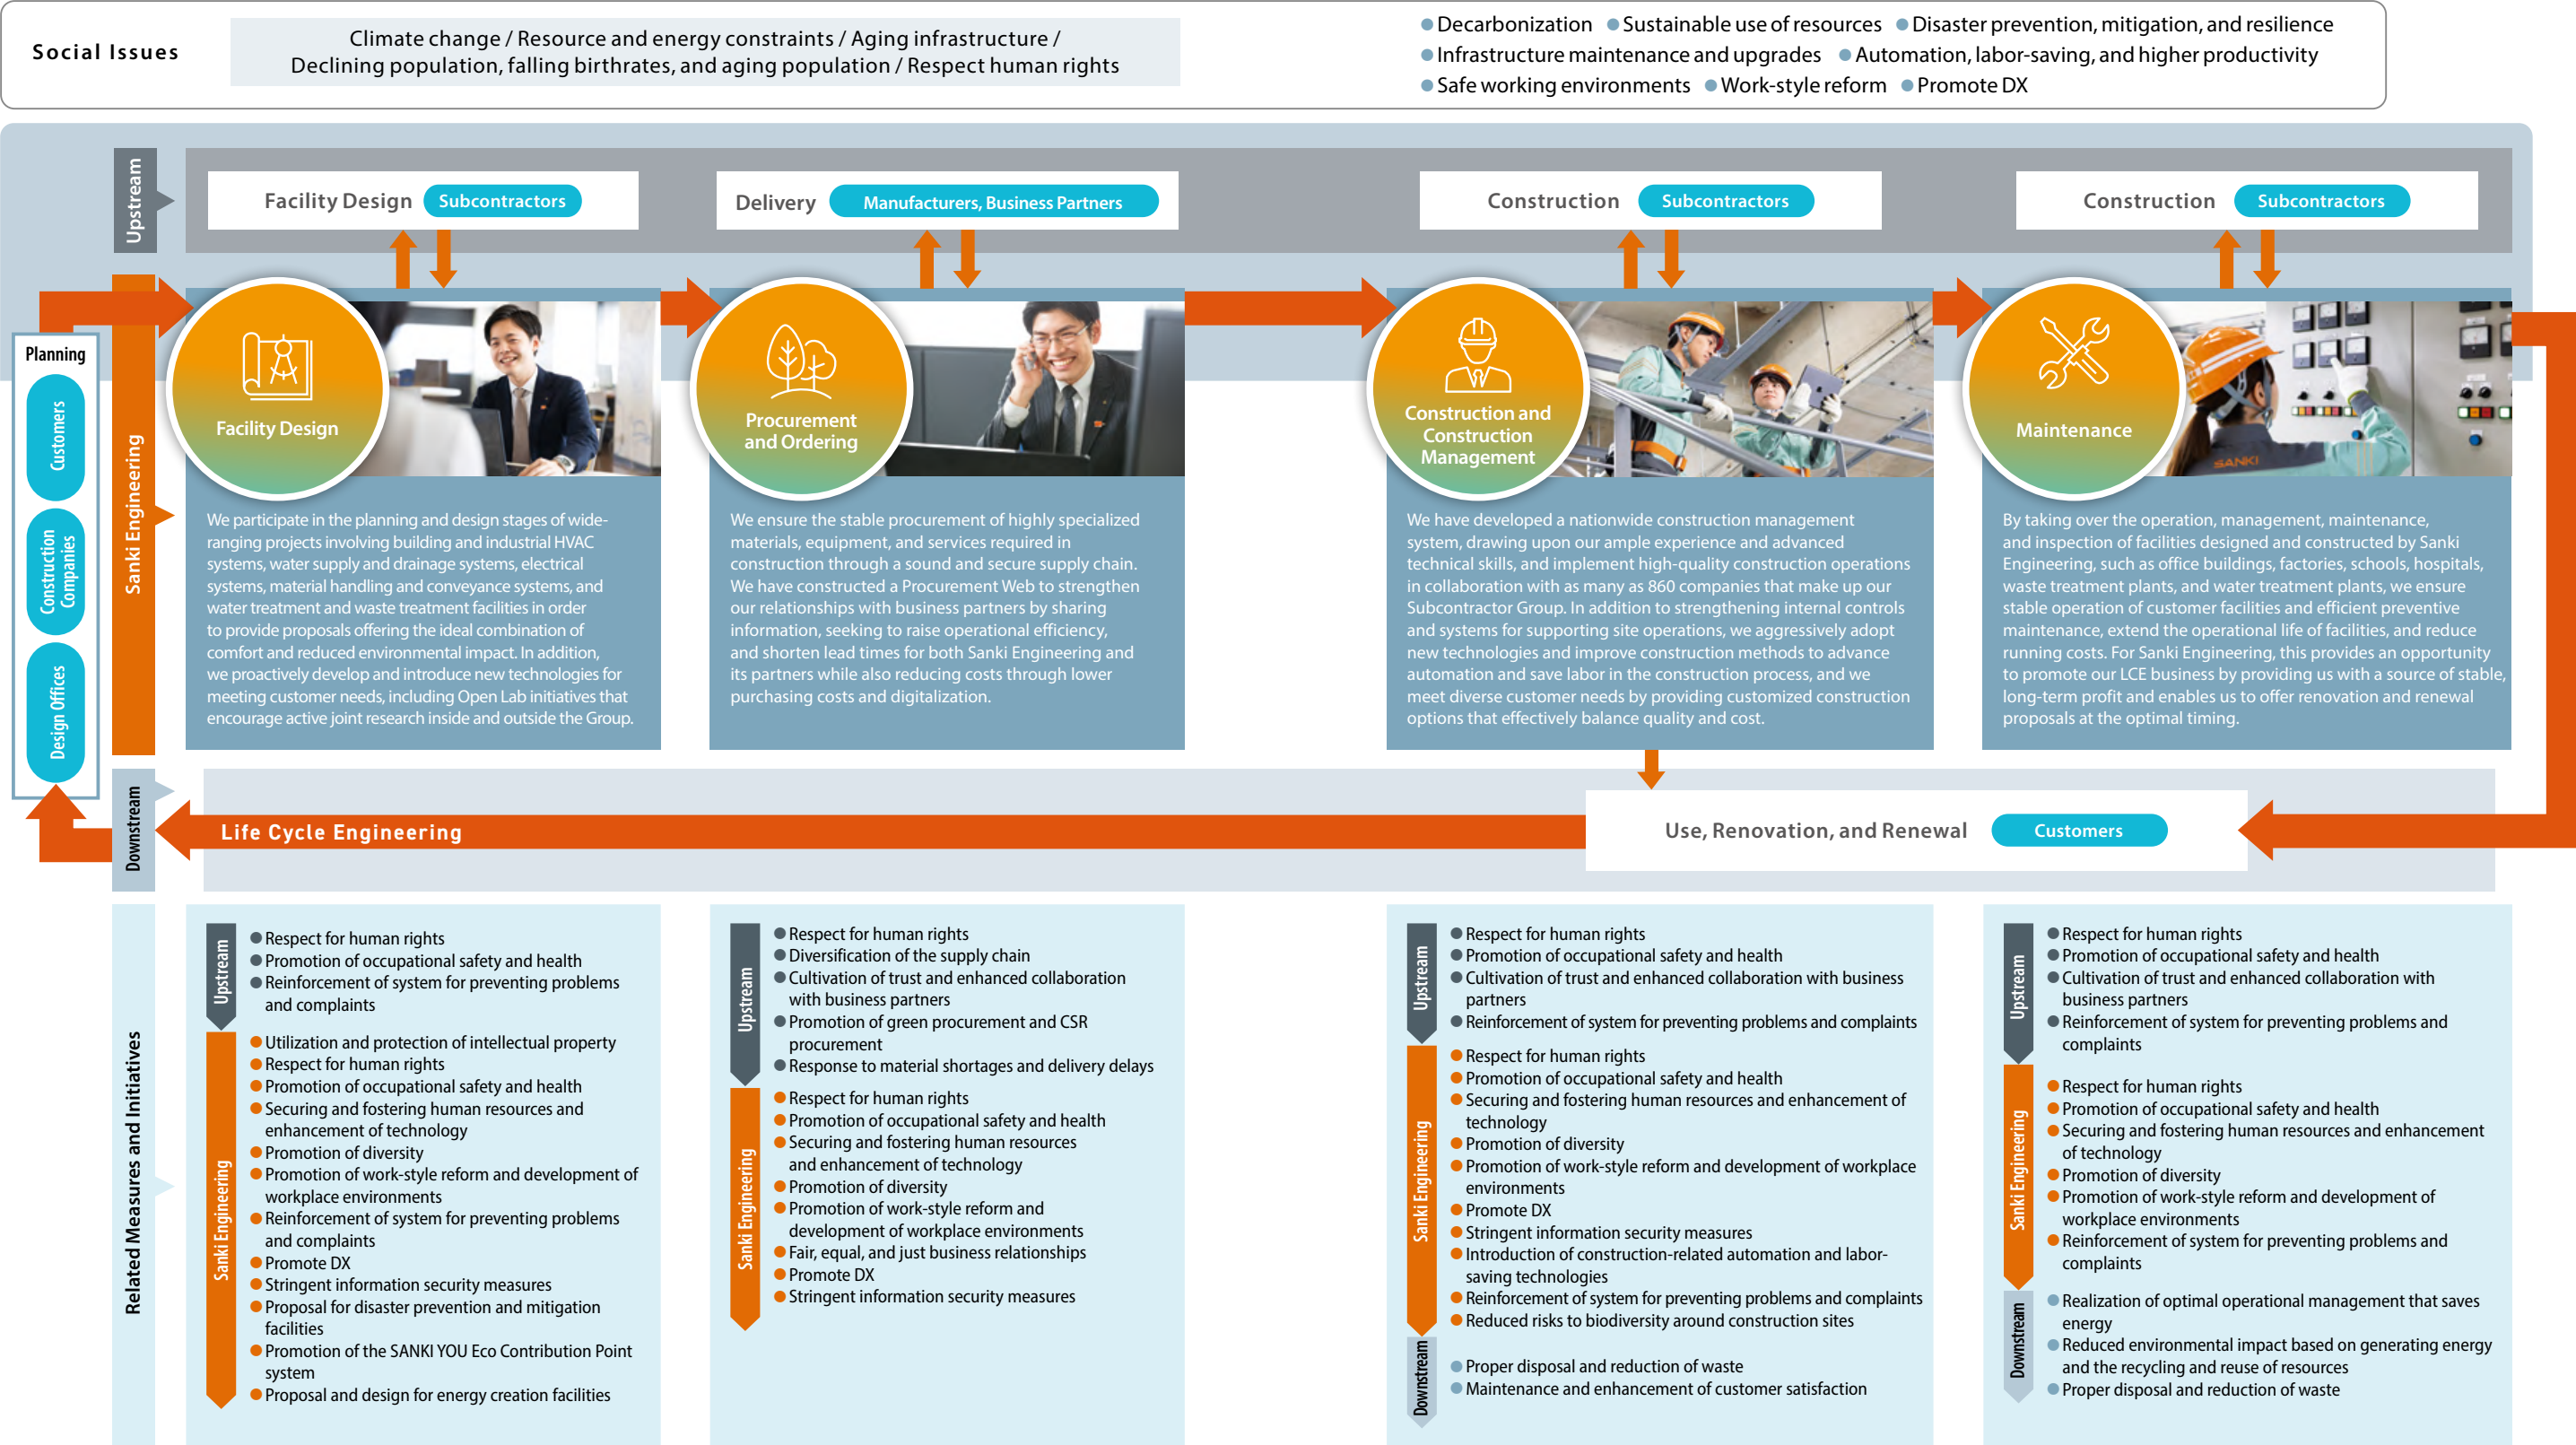 Social Issues
Climate change / Resource and energy constraints / Aging infrastructure /
Declining population, falling birthrates, and aging population / Respect human rights
Decarbonization
Sustainable use of resources
Disaster prevention, mitigation, and resilience
Infrastructure maintenance and upgrades
Automation, labor-saving, and higher productivity
Safe working environments
Work-style reform
Promote DX
Upstream
Facility Design
Subcontractors
Delivery
Manufacturers, Business Partners
Construction
Subcontractors
Construction
Subcontractors
Planning
Customers
Construction
Companies
Design Offices
Sanki Engineering
Facility Design
We participate in the planning and design stages of wide-
ranging projects involving building and industrial HVAC
systems, water supply and drainage systems, electrical
systems, material handling and conveyance systems, and
water treatment and waste treatment facilities in order
to provide proposals offering the ideal combination of
comfort and reduced environmental impact. In addition,
we proactively develop and introduce new technologies for
meeting customer needs, including Open Lab initiatives that
encourage active joint research inside and outside the Group.
Procurement
and Ordering
We ensure the stable procurement of highly specialized
materials, equipment, and services required in
construction through a sound and secure supply chain.
We have constructed a Procurement Web to strengthen
our relationships with business partners by sharing
information, seeking to raise operational efficiency,
and shorten lead times for both Sanki Engineering and
its partners while also reducing costs through lower
purchasing costs and digitalization.
Construction and
Construction
Management
We have developed a nationwide construction management
system, drawing upon our ample experience and advanced
technical skills, and implement high-quality construction operations
in collaboration with as many as 860 companies that make up our
Subcontractor Group. In addition to strengthening internal controls
and systems for supporting site operations, we aggressively adopt
new technologies and improve construction methods to advance
automation and save labor in the construction process, and we
meet diverse customer needs by providing customized construction
options that effectively balance quality and cost.
Maintenance
SANKI
By taking over the operation, management, maintenance,
and inspection of facilities designed and constructed by Sanki
Engineering, such as office buildings, factories, schools, hospitals,
waste treatment plants, and water treatment plants, we ensure
stable operation of customer facilities and efficient preventive
maintenance, extend the operational life of facilities, and reduce
running costs. For Sanki Engineering, this provides an opportunity
to promote our LCE business by providing us with a source of stable,
long-term profit and enables us to offer renovation and renewal
proposals at the optimal timing.
Downstream
Life Cycle Engineering
Use, Renovation, and Renewal
Customers
Related Measures and Initiatives
Upstream
Respect for human rights
Promotion of occupational safety and health
Reinforcement of system for preventing problems
and complaints
Sanki Engineering
Utilization and protection of intellectual property
Respect for human rights
Promotion of occupational safety and health
Securing and fostering human resources and
enhancement of technology
Promotion of diversity
Promotion of work-style reform and development of
workplace environments
Reinforcement of system for preventing problems
and complaints
Promote DX
Stringent information security measures
Proposal for disaster prevention and mitigation
facilities
Promotion of the SANKI YOU Eco Contribution Point
system
Proposal and design for energy creation facilities
Upstream
Respect for human rights
Diversification of the supply chain
Cultivation of trust and enhanced collaboration
with business partners
Promotion of green procurement and CSR
procurement
Response to material shortages and delivery delays
Sanki Engineering
Respect for human rights
Promotion of occupational safety and health
Securing and fostering human resources
and enhancement of technology
Promotion of diversity
Promotion of work-style reform and
development of workplace environments
Fair, equal, and just business relationships
Promote DX
Stringent information security measures
Upstream
Respect for human rights
Promotion of occupational safety and health
Cultivation of trust and enhanced collaboration with business
partners
Reinforcement of system for preventing problems and complaints
Sanki Engineering
Respect for human rights
Promotion of occupational safety and health
Securing and fostering human resources and enhancement of
technology
Promotion of diversity
Promotion of work-style reform and development of workplace
environments
Promote DX
Stringent information security measures
Introduction of construction-related automation and labor-
saving technologies
Reinforcement of system for preventing problems and complaints
Reduced risks to biodiversity around construction sites
Downstream
Proper disposal and reduction of waste
Maintenance and enhancement of customer satisfaction
Upstream
Respect for human rights
Promotion of occupational safety and health
Cultivation of trust and enhanced collaboration with
business partners
Reinforcement of system for preventing problems and
complaints
Sanki Engineering
Respect for human rights
Promotion of occupational safety and health
Securing and fostering human resources and enhancement
of technology
Promotion of diversity
Promotion of work-style reform and development of
workplace environments
Reinforcement of system for preventing problems and
complaints
Downstream
Realization of optimal operational management that saves
energy
Reduced environmental impact based on generating energy
and the recycling and reuse of resources
Proper disposal and reduction of waste